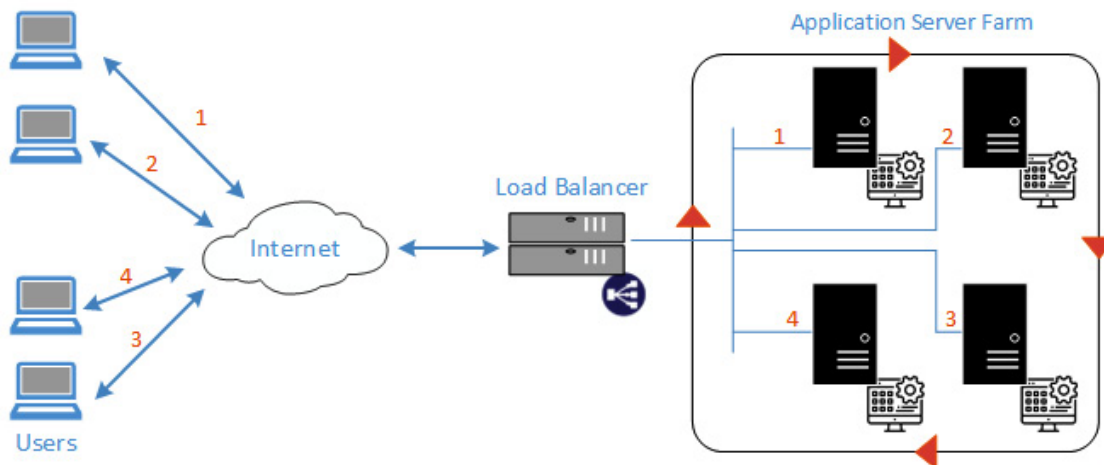 Application Server Farm
1
2
1
2
Load Balancer
Internet
4
3
4
3
Users